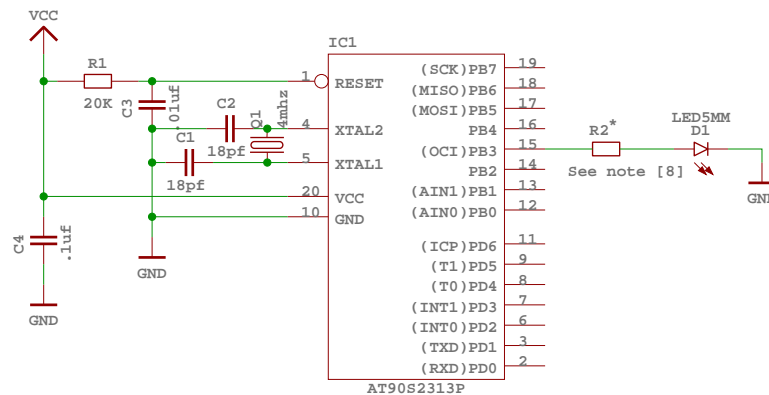 VCC
IC1
R1
20K
C3
.01uf
C2
18pf
Q1
4mhz
C1
18pf
C4
.1uf
GND
GND
1 RESET
4 XTAL2
5 XTAL1
20 VCC
10 GND
(SCK)PB7 19
(MISO)PB6 18
(MOSI)PB5 17
PB4 16
(OCI)PB3 15
PB2 14
(AIN1)PB1 13
(AIN0)PB0 12
(ICP)PD6 11
(T1)PD5 9
(T0)PD4 8
(INT1)PD3 7
(INT0)PD2 6
(TXD)PD1 3
(RXD)PD0 2
AT90S2313P
R2*
See note [8]
LED5MM
D1
GND